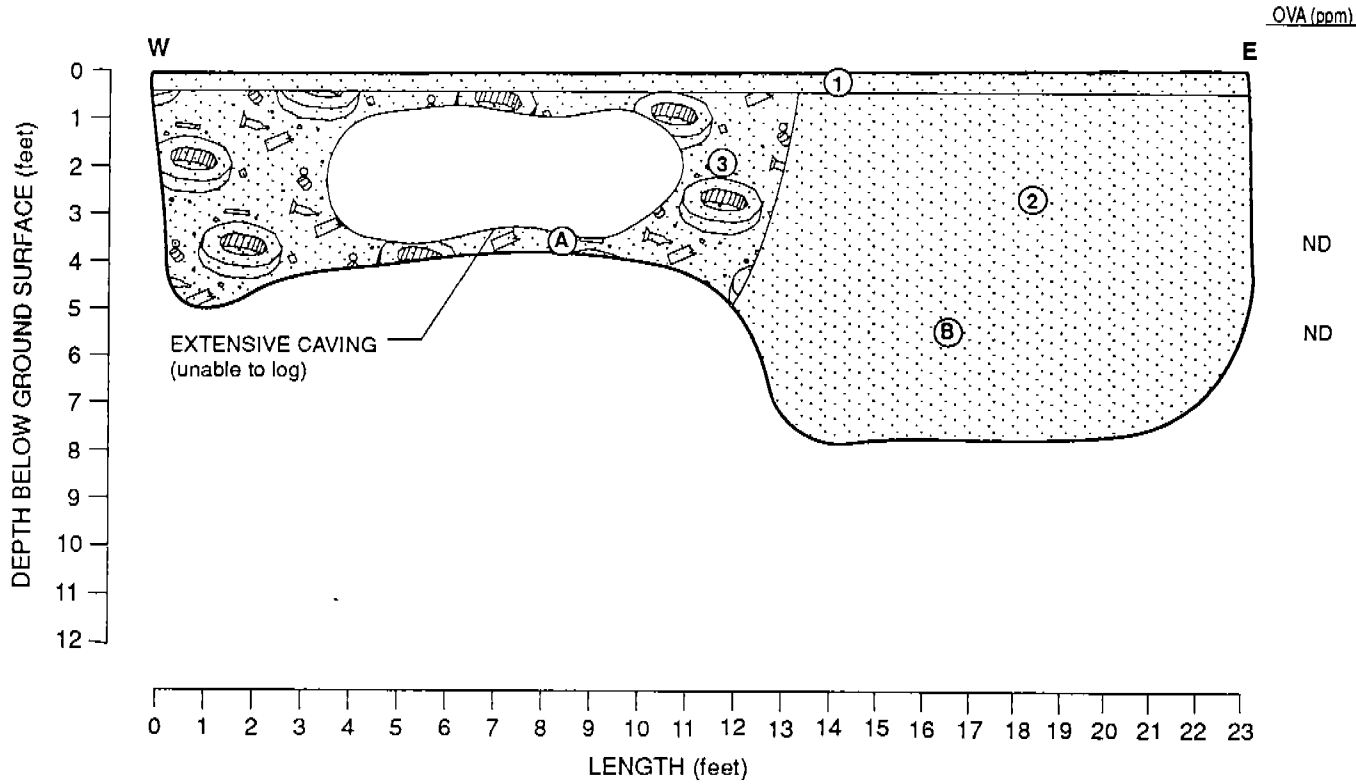 OVA (ppm)
W
E
0
1
2
3
4
5
6
7
8
9
10
11
12
DEPTH BELOW GROUND SURFACE (feet)
1
2
3
A
B
ND
ND
EXTENSIVE CAVING
(unable to log)
0 1 2 3 4 5 6 7 8 9 10 11 12 13 14 15 16 17 18 19 20 21 22 23
LENGTH (feet)